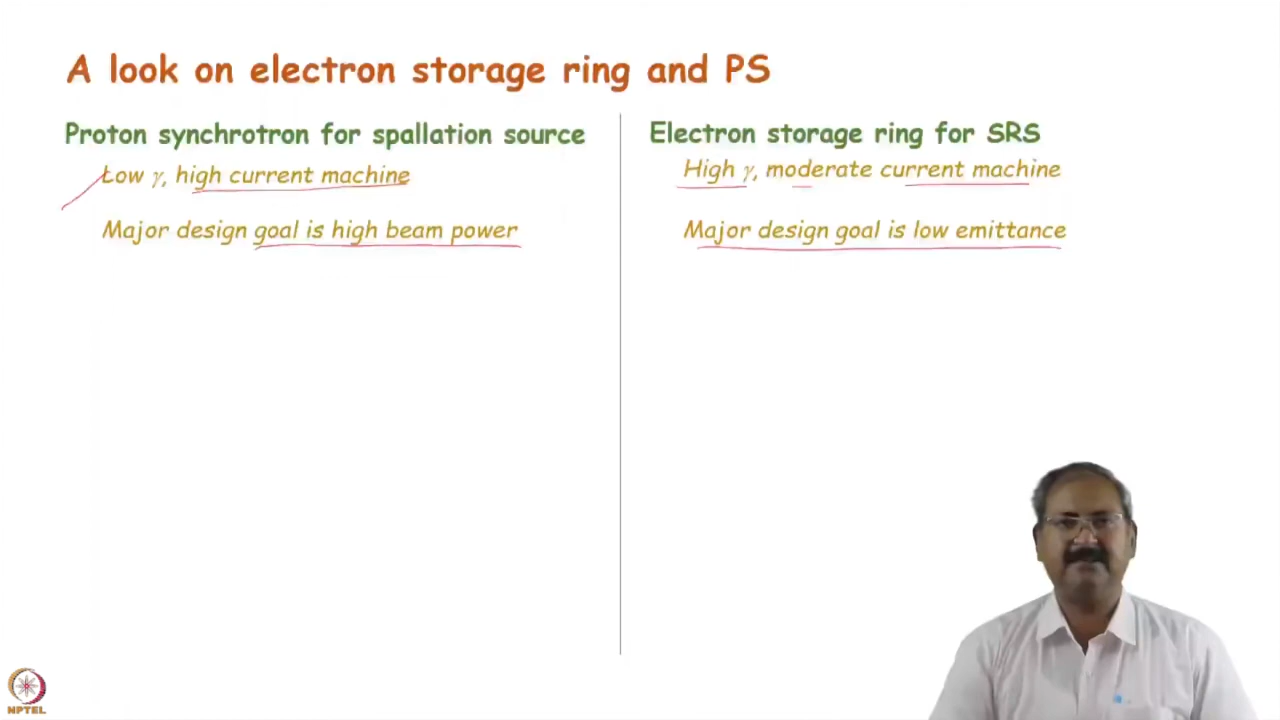 A look on electron storage ring and PS
Proton synchrotron for spallation source
Low γ, high current machine
Major design goal is high beam power
Electron storage ring for SRS
High γ, moderate current machine
Major design goal is low emittance
NPTEL